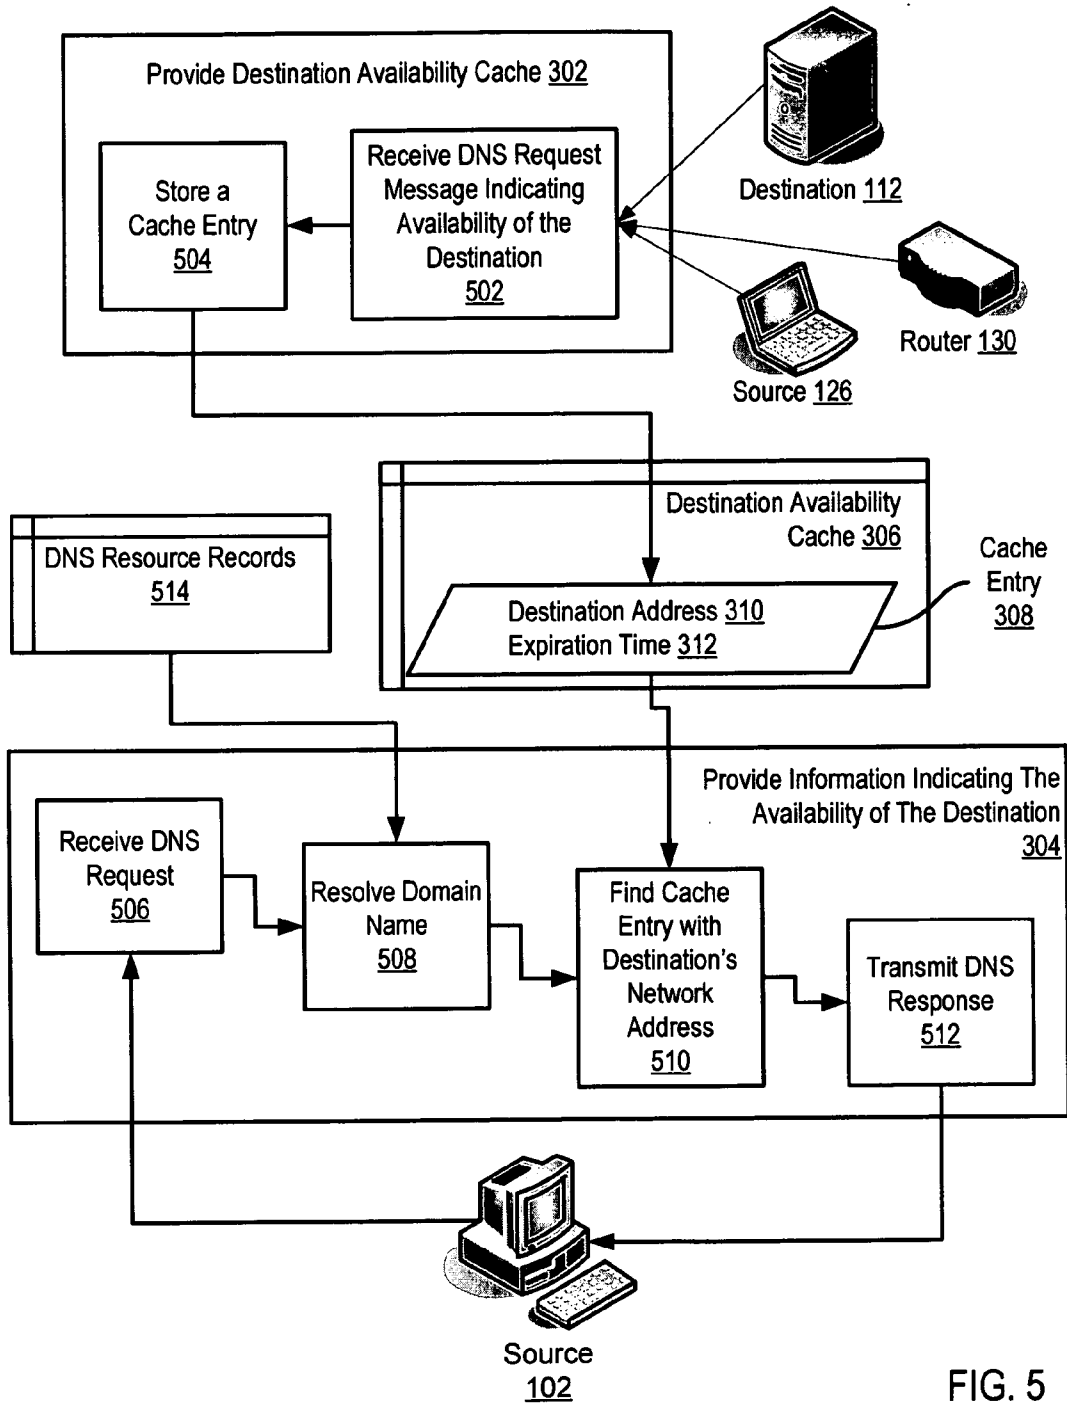 Provide Destination Availability Cache 302
Store a
Cache Entry
504
Receive DNS Request
Message Indicating
Availability of the
Destination
502
Destination 112
Router 130
Source 126
Destination Availability
Cache 306
Cache
Entry
308
Destination Address 310
Expiration Time 312
DNS Resource Records
514
Provide Information Indicating The
Availability of The Destination
304
Receive DNS
Request
506
Resolve Domain
Name
508
Find Cache
Entry with
Destination's
Network
Address
510
Transmit DNS
Response
512
Source
102
FIG. 5